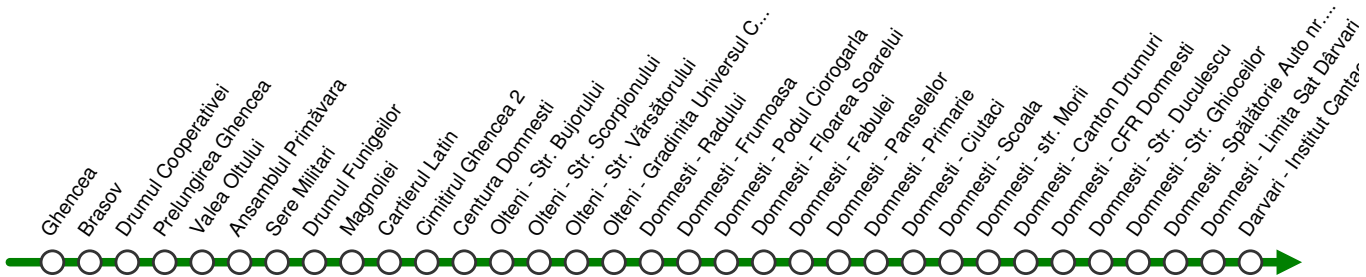 Ghencea
Brasov
Drumul Cooperativei
Prelungirea Ghencea
Valea Oltului
Ansamblul Primăvara
Sere Militari
Drumul Funigeilor
Magnoliei
Cartierul Latin
Cimitirul Ghencea 2
Centura Domnesti
Olteni - Str. Bujorului
Olteni - Str. Scorpionului
Olteni - Str. Vărsătorului
Olteni - Gradinita Universul C...
Domnesti - Radului
Domnesti - Frumoasa
Domnesti - Podul Ciorogarla
Domnesti - Floarea Soarelui
Domnesti - Fabulei
Domnesti - Panselelor
Domnesti - Primarie
Domnesti - Ciutaci
Domnesti - Scoala
Domnesti - str. Morii
Domnesti - Canton Drumuri
Domnesti - CFR Domnesti
Domnesti - Str. Duculescu
Domnesti - Str. Ghioceilor
Domnesti - Spălătorie Auto nr....
Domnesti - Limita Sat Dârvari
Darvari - Institut